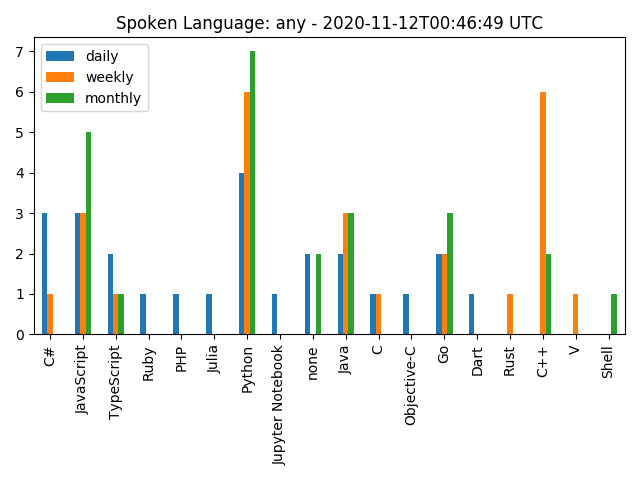 Spoken Language: any - 2020-11-12T00:46:49 UTC
daily
weekly
monthly
7
6
5
4
3
2
1
0
C#
JavaScript
TypeScript
Ruby
PHP
Julia
Python
Jupyter Notebook
none
Java
C
Objective-C
Go
Dart
Rust
C++
V
Shell